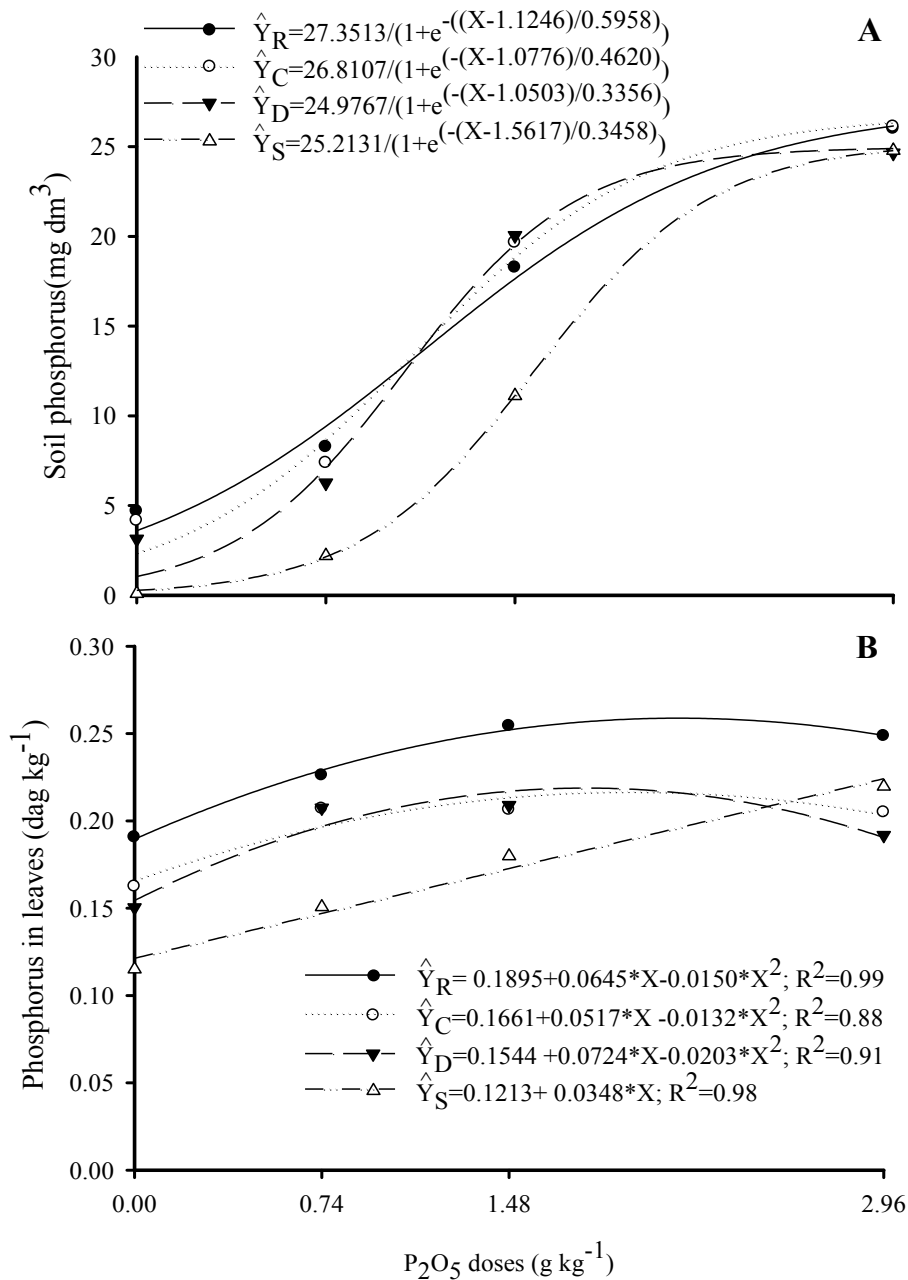 Ŷ_R=27.3513/(1+e^-((X-1.1246)/0.5958))
Ŷ_C=26.8107/(1+e^(-(X-1.0776)/0.4620))
Ŷ_D=24.9767/(1+e^(-(X-1.0503)/0.3356))
Ŷ_S=25.2131/(1+e^(-(X-1.5617)/0.3458))
A
30
25
20
15
10
5
0
Soil phosphorus(mg dm^3)
B
0.30
0.25
0.20
0.15
0.10
0.05
0.00
Phosphorus in leaves (dag kg^-1)
Ŷ_R= 0.1895+0.0645*X-0.0150*X^2; R^2=0.99
Ŷ_C=0.1661+0.0517*X -0.0132*X^2; R^2=0.88
Ŷ_D=0.1544 +0.0724*X-0.0203*X^2; R^2=0.91
Ŷ_S=0.1213+ 0.0348*X; R^2=0.98
0.00 0.74 1.48 2.96
P_2O_5 doses (g kg^-1)